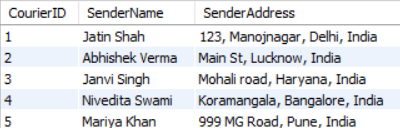 CourierID SenderName SenderAddress
1 Jatin Shah 123, Manojnagar, Delhi, India
2 Abhishek Verma Main St, Lucknow, India
3 Janvi Singh Mohali road, Haryana, India
4 Nivedita Swami Koramangala, Bangalore, India
5 Mariya Khan 999 MG Road, Pune, India